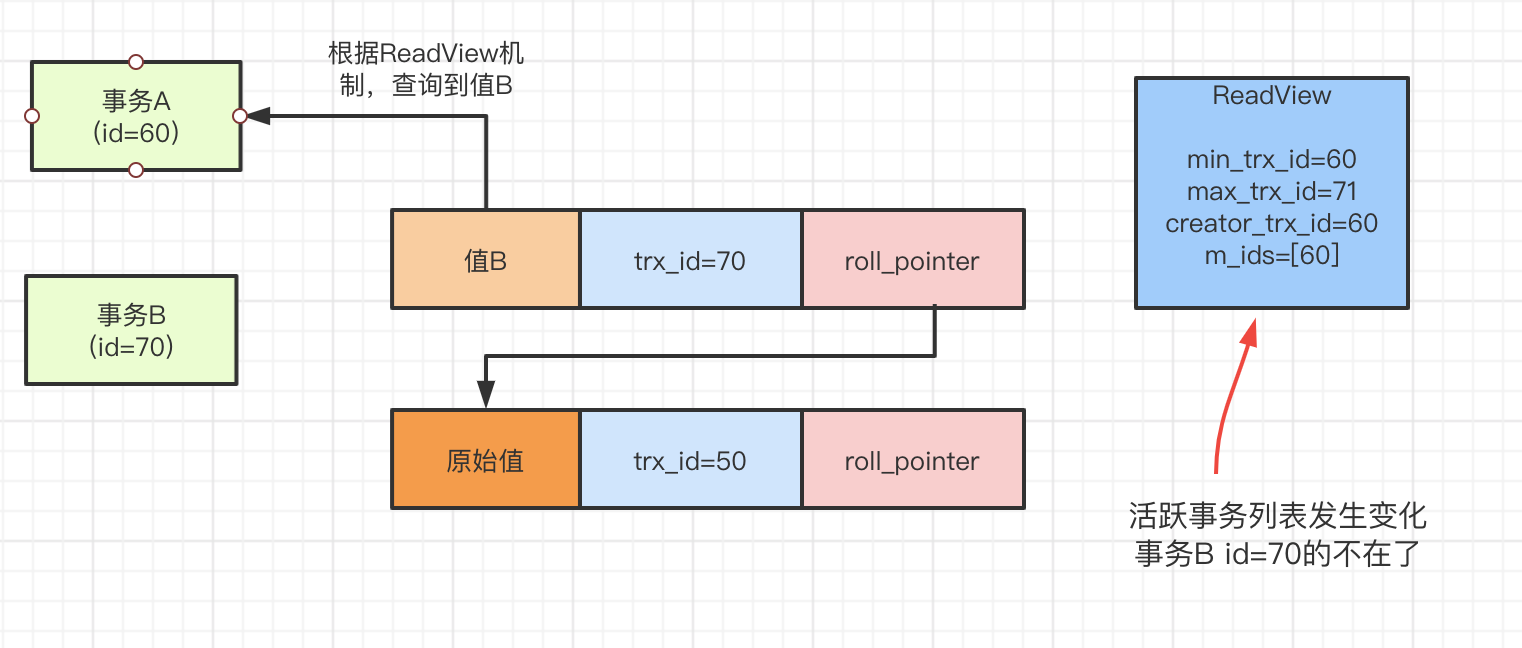 根据ReadView机
制，查询到值B
事务A
(id=60)
ReadView
min_trx_id=60
max_trx_id=71
creator_trx_id=60
m_ids=[60]
值B
trx_id=70
roll_pointer
事务B
(id=70)
原始值
trx_id=50
roll_pointer
活跃事务列表发生变化
事务B id=70的不在了